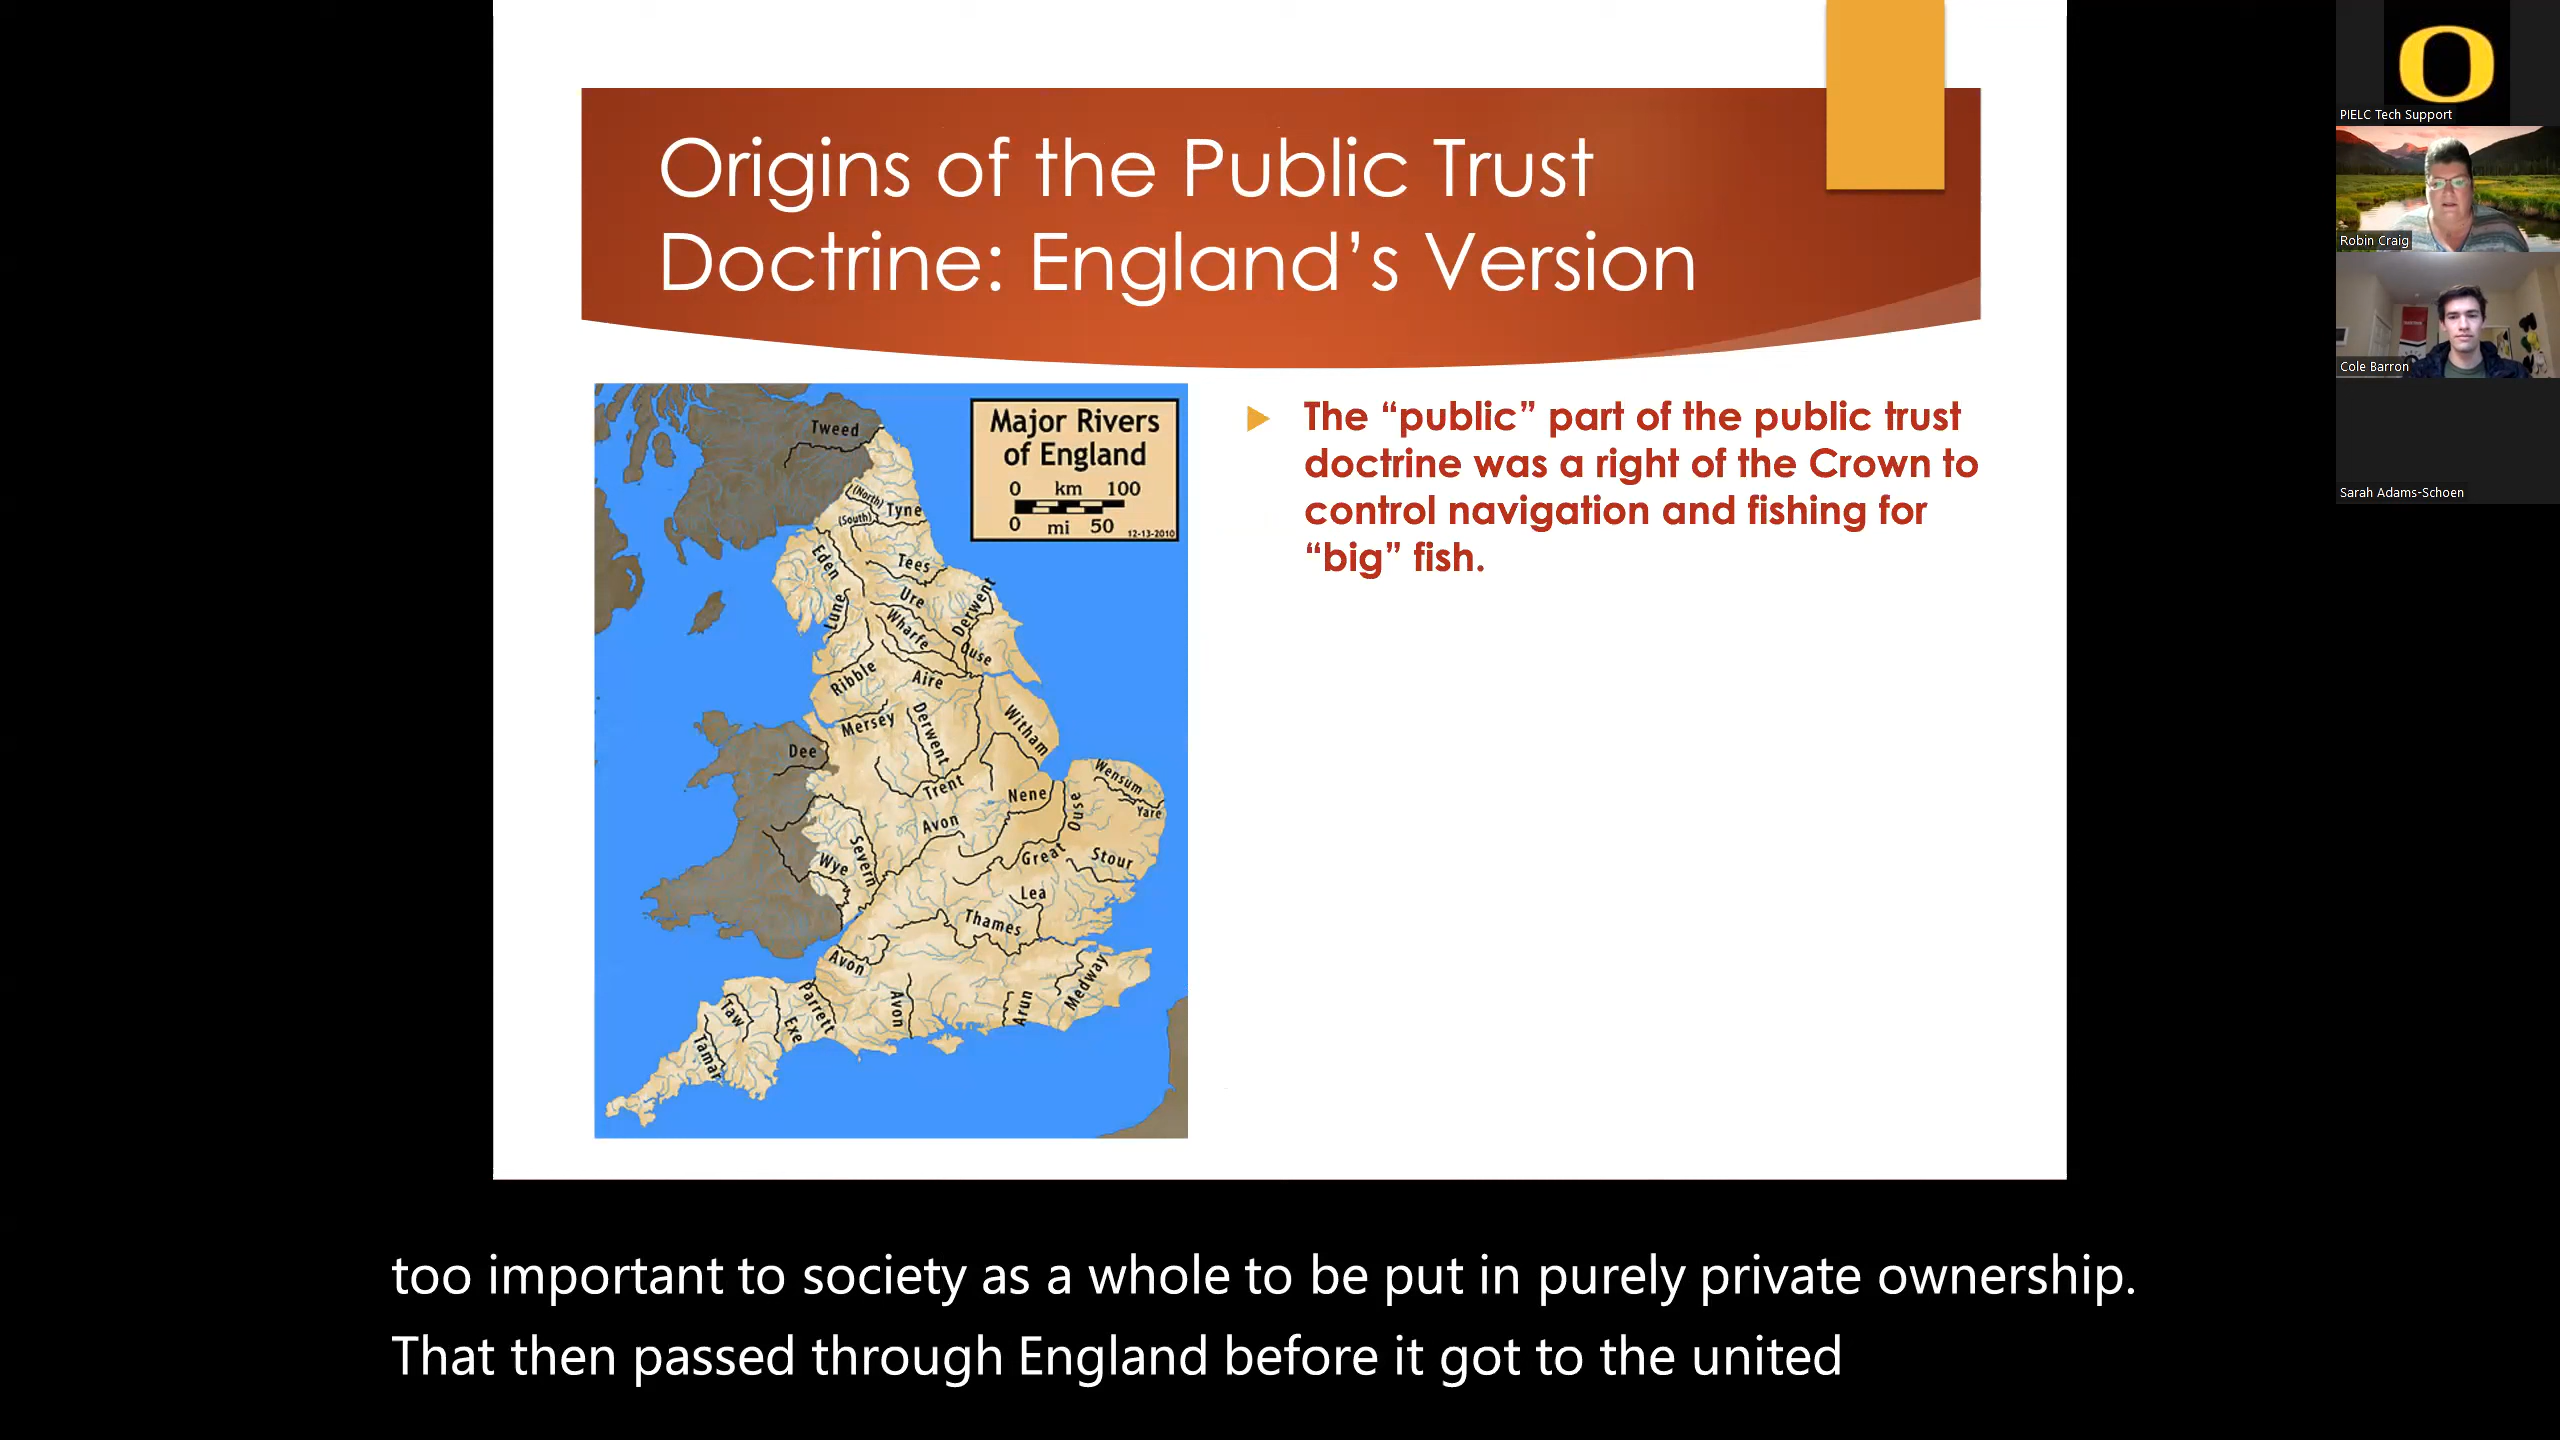 Origins of the Public Trust
Doctrine: England’s Version
Major Rivers
of England
0 km 100
0 mi 50
12-13-2010
Tweed
(North)
(South)
Tyne
Eden
Tees
Lune
Ure
Derwent
Wharfe
Ouse
Ribble
Aire
Mersey
Derwent
Witham
Dee
Trent
Nene
Ouse
Wensum
Yare
Avon
Severn
Wye
Great
Stour
Lea
Thames
Avon
Medway
Parrett
Avon
Arun
Taw
Exe
Tamar
The “public” part of the public trust
doctrine was a right of the Crown to
control navigation and fishing for
“big” fish.
O
PIELC Tech Support
Robin Craig
Cole Barron
Sarah Adams-Schoen
too important to society as a whole to be put in purely private ownership.
That then passed through England before it got to the united